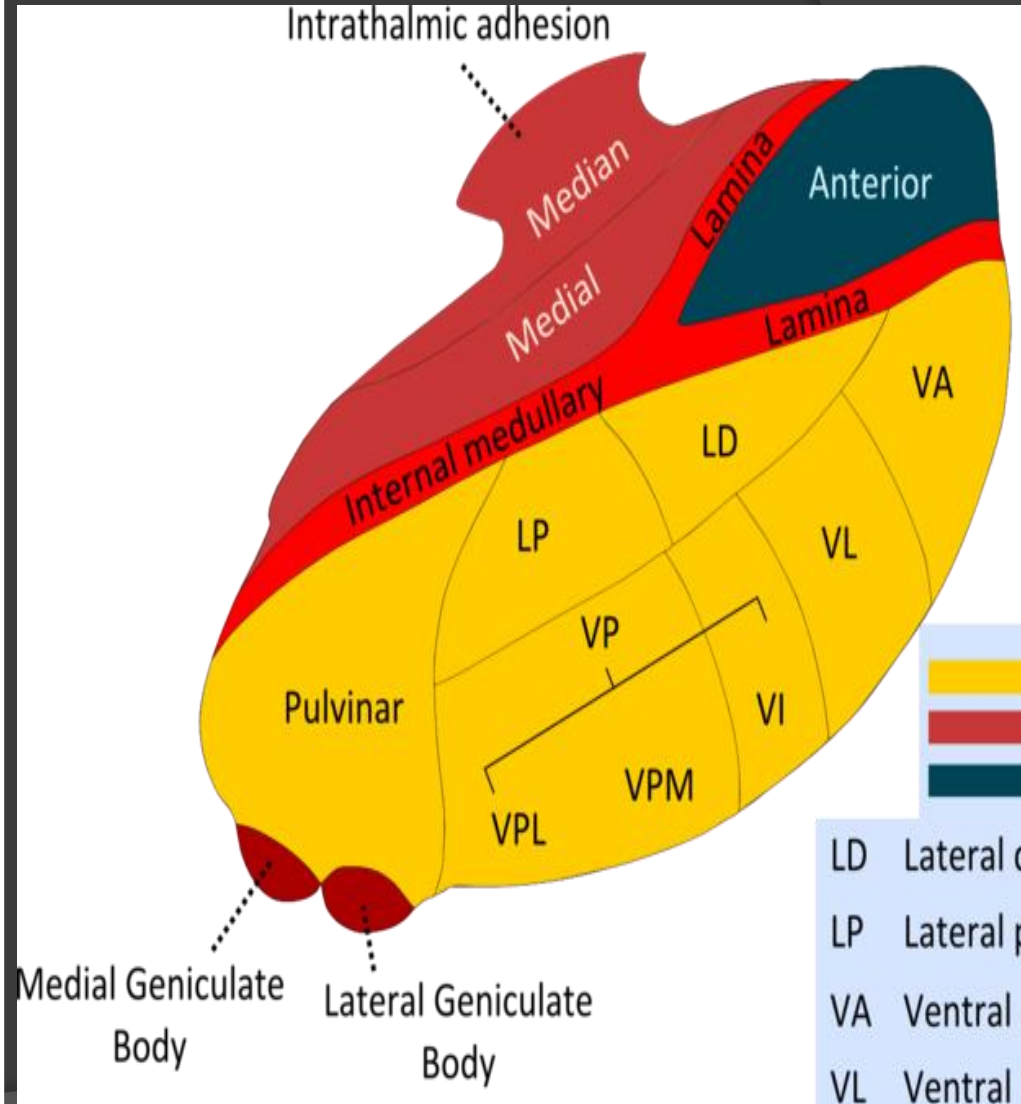 Intrathalmic adhesion
Median
Medial
Lamina
Anterior
Lamina
Internal medullary
VA
LD
LP
VL
VP
Pulvinar
VI
VPM
VPL
LD Lateral
LP Lateral
VA Ventral
VL Ventral
Medial Geniculate
Body
Lateral Geniculate
Body